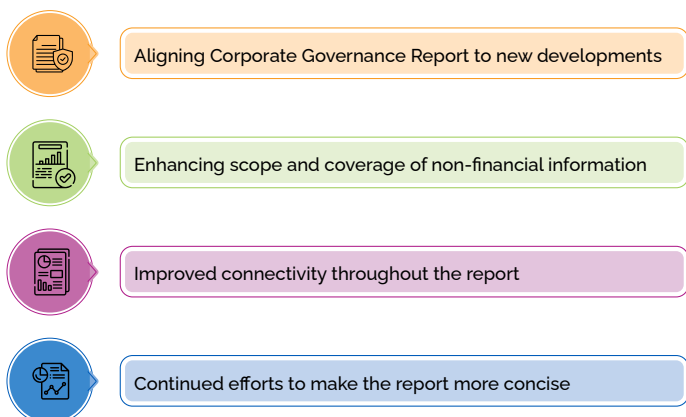 Aligning Corporate Governance Report to new developments
Enhancing scope and coverage of non-financial information
Improved connectivity throughout the report
Continued efforts to make the report more concise